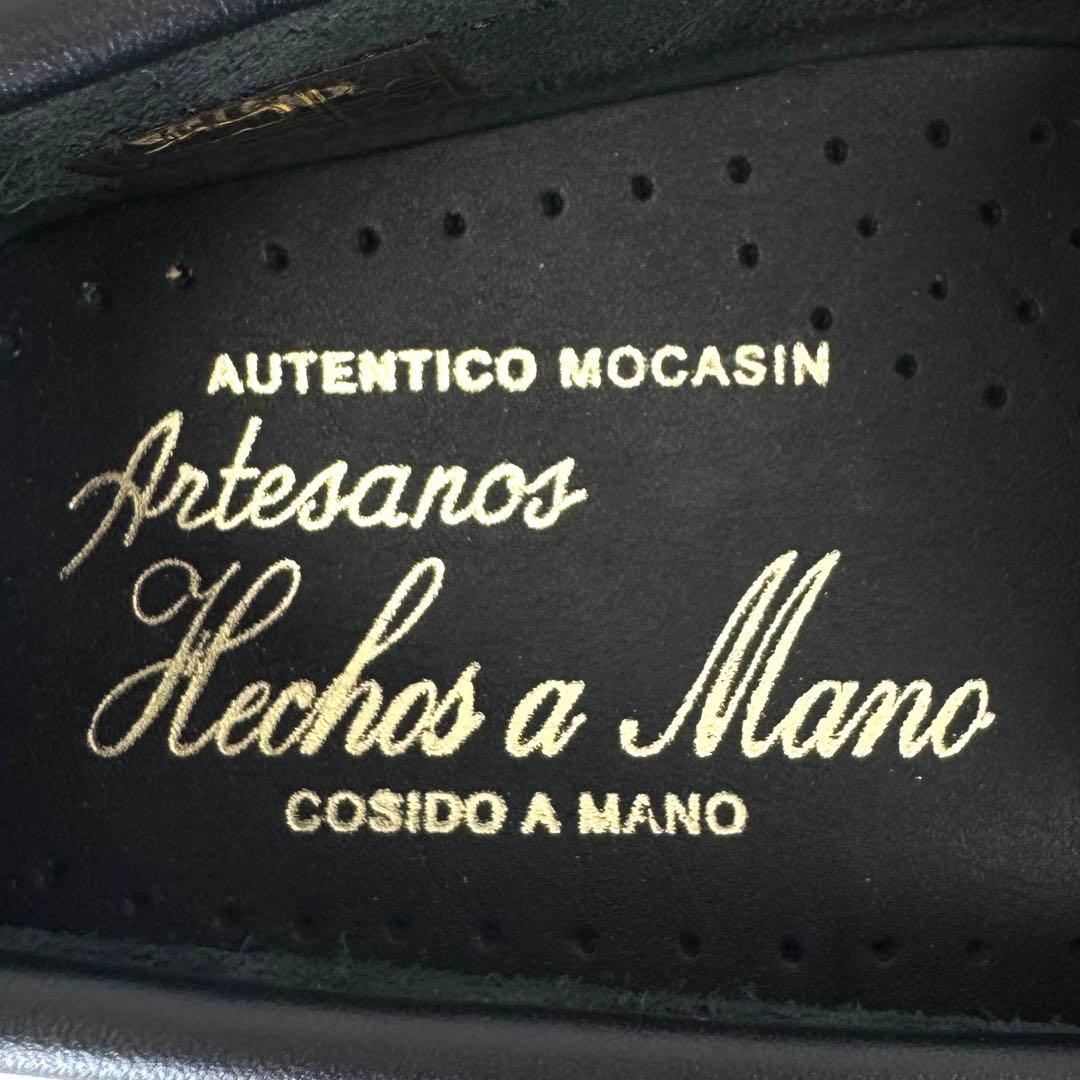 AUTENTICO MOCASIN
Artesanos
Hechos a Mano
COSIDO A MANO